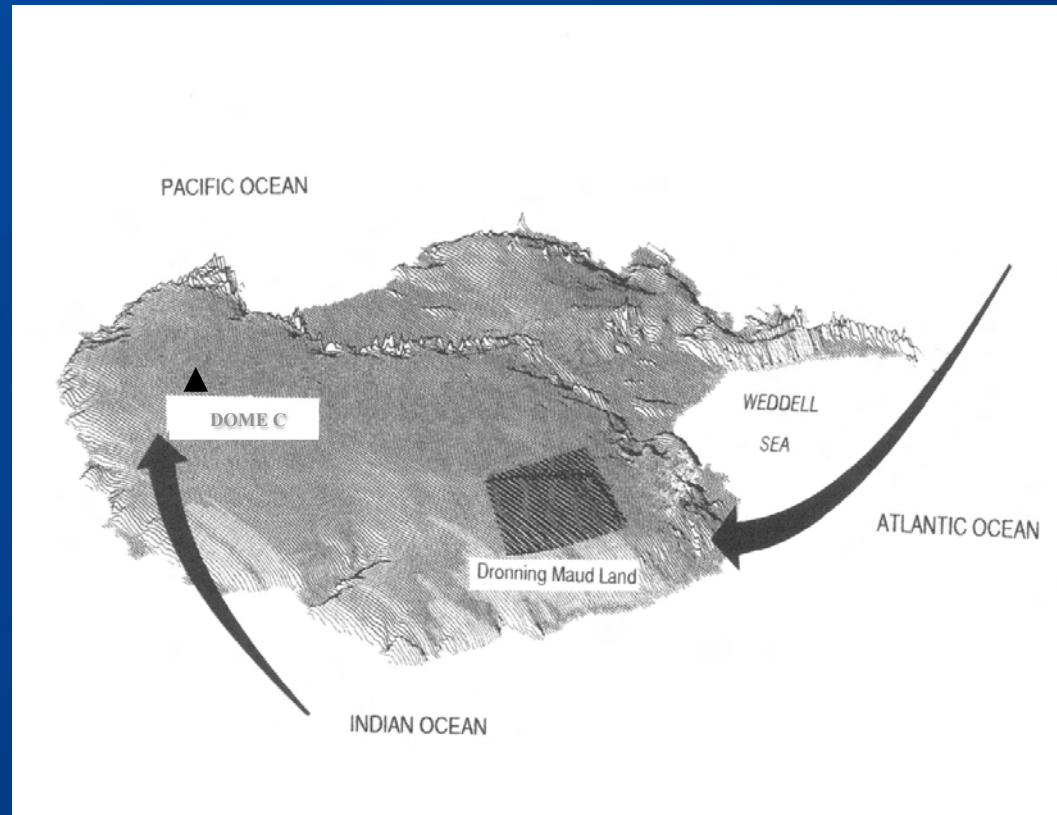 PACIFIC OCEAN
DOME C
WEDDELL
SEA
ATLANTIC OCEAN
Dronning Maud Land
INDIAN OCEAN